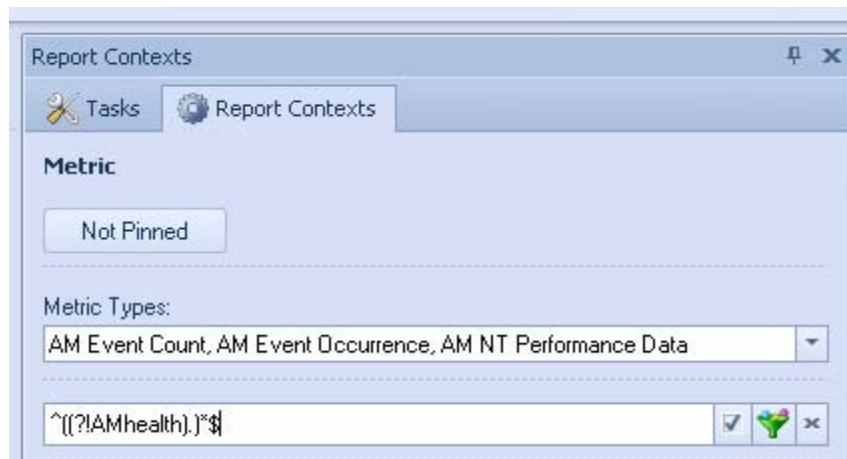 Report Contexts
Tasks Report Contexts
Metric
Not Pinned
Metric Types:
AM Event Count, AM Event Occurrence, AM NT Performance Data
^((?!AMhealth).)*$